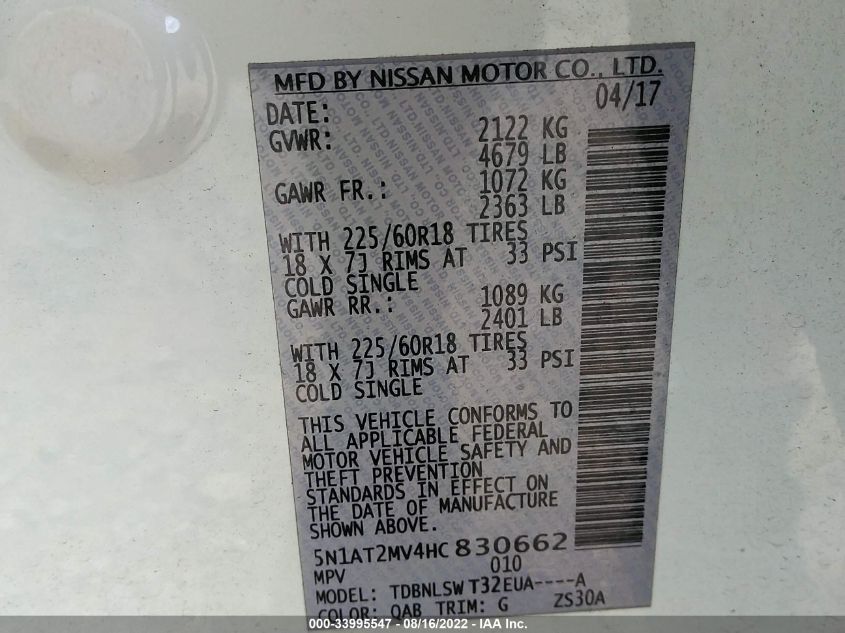 MFD BY NISSAN MOTOR CO., LTD.
DATE: 04/17
GVWR: 2122 KG
4679 LB
GAWR FR.: 1072 KG
2363 LB
WITH 225/60R18 TIRES
18 X 7J RIMS AT 33 PSI
COLD SINGLE
GAWR RR.: 1089 KG
2401 LB
WITH 225/60R18 TIRES
18 X 7J RIMS AT 33 PSI
COLD SINGLE
THIS VEHICLE CONFORMS TO
ALL APPLICABLE FEDERAL
MOTOR VEHICLE SAFETY AND
THEFT PREVENTION
STANDARDS IN EFFECT ON
THE DATE OF MANUFACTURE
SHOWN ABOVE.
5N1AT2MV4HC 830662
MPV 010
MODEL: TDBNLSW T32EUA----A
COLOR: QAB TRIM: G ZS30A
000-33995547 - 08/16/2022 - IAA Inc.